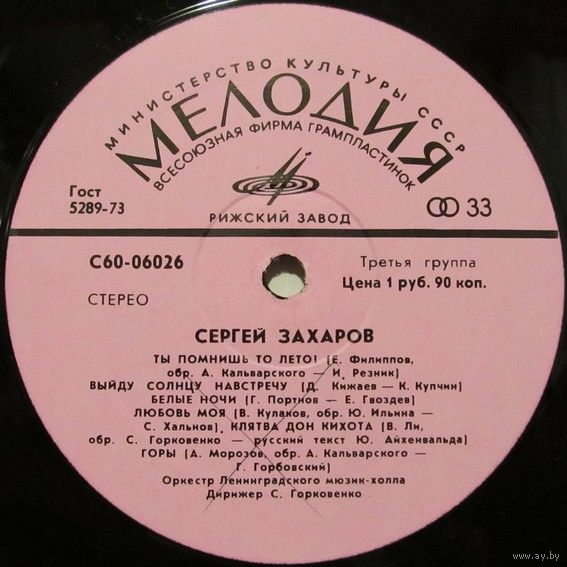 МИНИСТЕРСТВО КУЛЬТУРЫ СССР
МЕЛОДИЯ
ВСЕСОЮЗНАЯ ФИРМА ГРАМПЛАСТИНОК
Гост
5289-73
33
РИЖСКИЙ ЗАВОД
С60-06026
Третья группа
Цена 1 руб. 90 коп.
СТЕРЕО
СЕРГЕЙ ЗАХАРОВ
ТЫ ПОМНИШЬ ТО ЛЕТО! (Е. Филиппов,
обр. А. Кальварского — И. Резник)
ВЫЙДУ СОЛНЦУ НАВСТРЕЧУ (Д. Кижаев — К. Купчин)
БЕЛЫЕ НОЧИ (Г. Портнов — Е. Гвоздев)
ЛЮБОВЬ МОЯ (В. Кулаков, обр. Ю. Ильина —
С. Хальнов) КЛЯТВА ДОН КИХОТА (В. Ли,
обр. С. Горковенко — русский текст Ю. Айхенвальда)
ГОРЫ (А. Морозов, обр. А. Кальварского —
Г. Горбовский)
Оркестр Ленинградского мюзик-холла
Дирижер С. Горковенко
www.ay.by